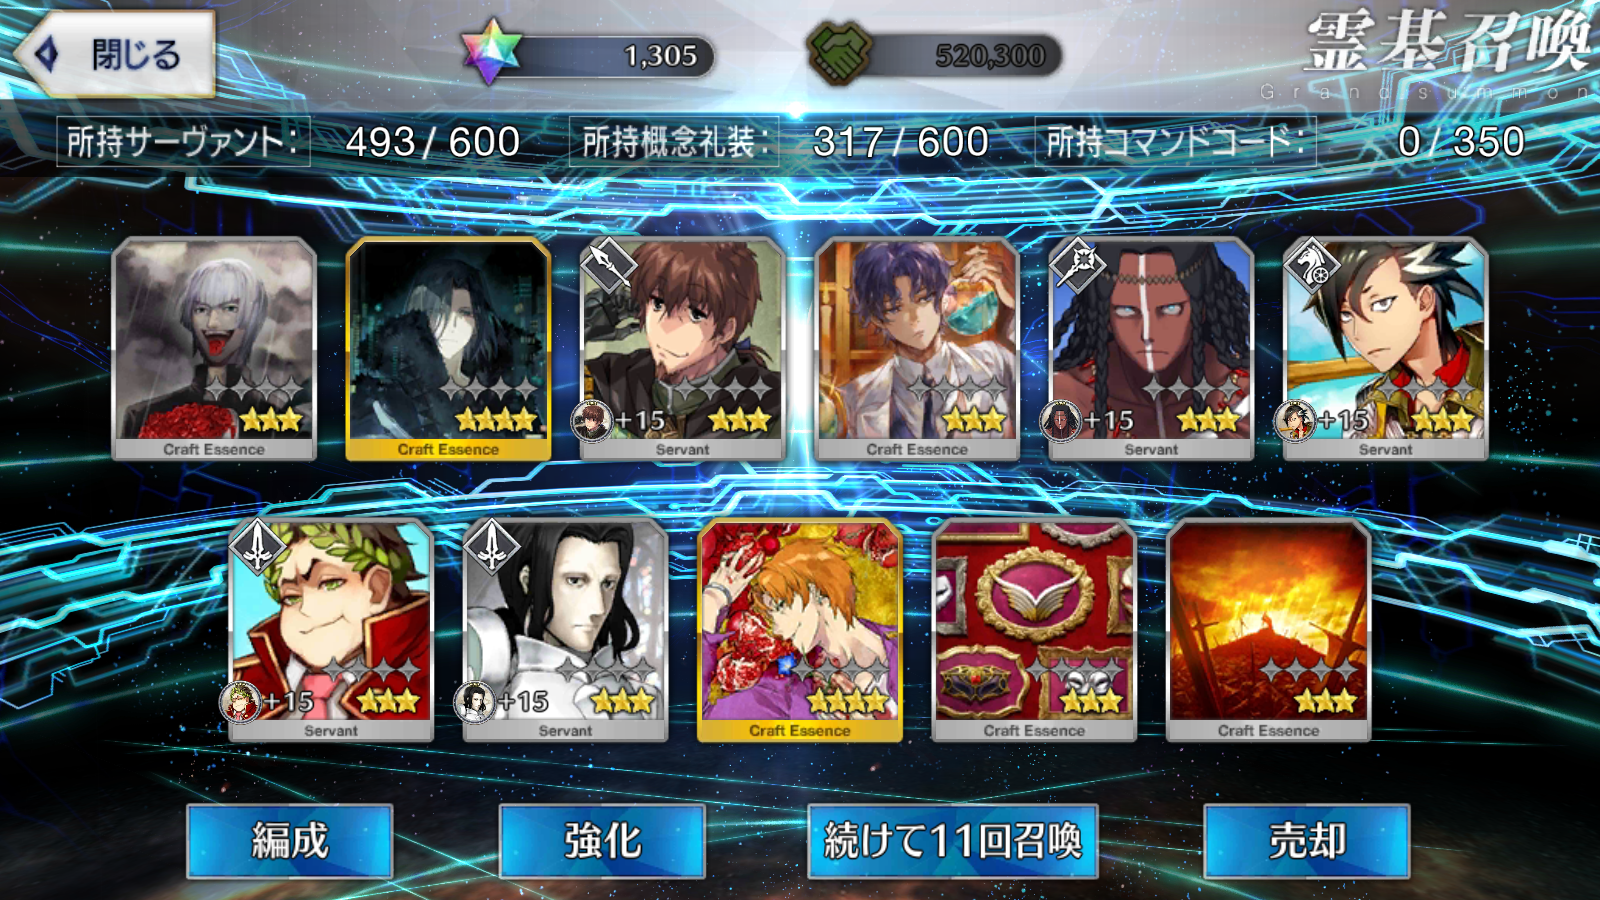 閉じる
1,305
520,300
霊基召喚
Grand summon
所持サーヴァント: 493 / 600
所持概念礼装: 317 / 600
所持コマンドコード: 0 / 350
Craft Essence
Craft Essence
+15
Servant
Craft Essence
+15
Servant
+15
Servant
+15
Servant
+15
Servant
Craft Essence
Craft Essence
Craft Essence
編成
強化
続けて11回召喚
売却